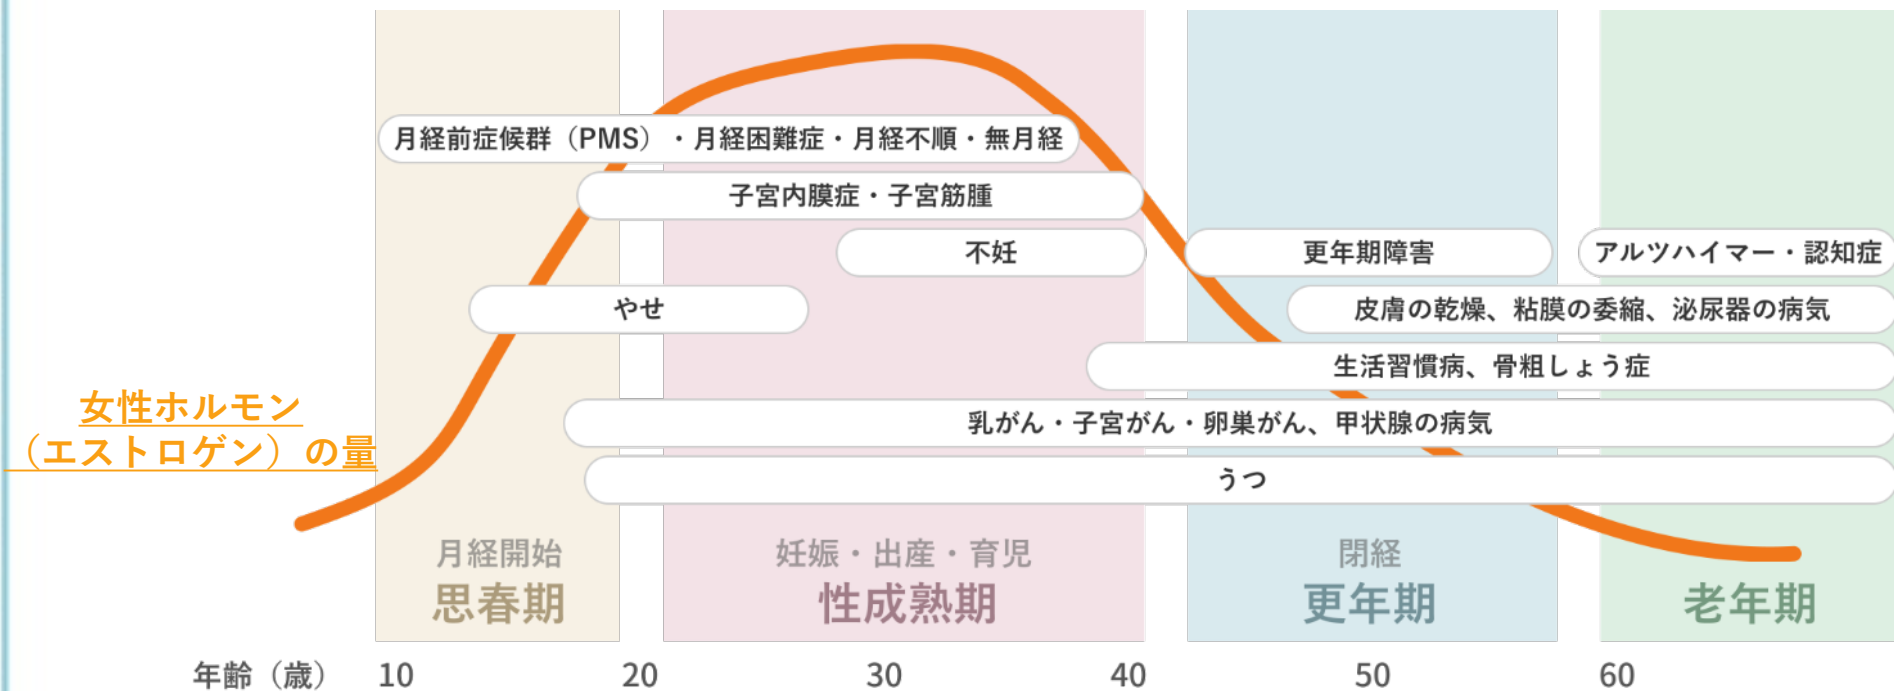 月経前症候群（PMS）・月経困難症・月経不順・無月経
子宮内膜症・子宮筋腫
不妊
更年期障害
アルツハイマー・認知症
やせ
皮膚の乾燥、粘膜の委縮、泌尿器の病気
生活習慣病、骨粗しょう症
女性ホルモン
（エストロゲン）の量
乳がん・子宮がん・卵巣がん、甲状腺の病気
うつ
月経開始
思春期
妊娠・出産・育児
性成熟期
閉経
更年期
老年期
年齢（歳） 10 20 30 40 50 60